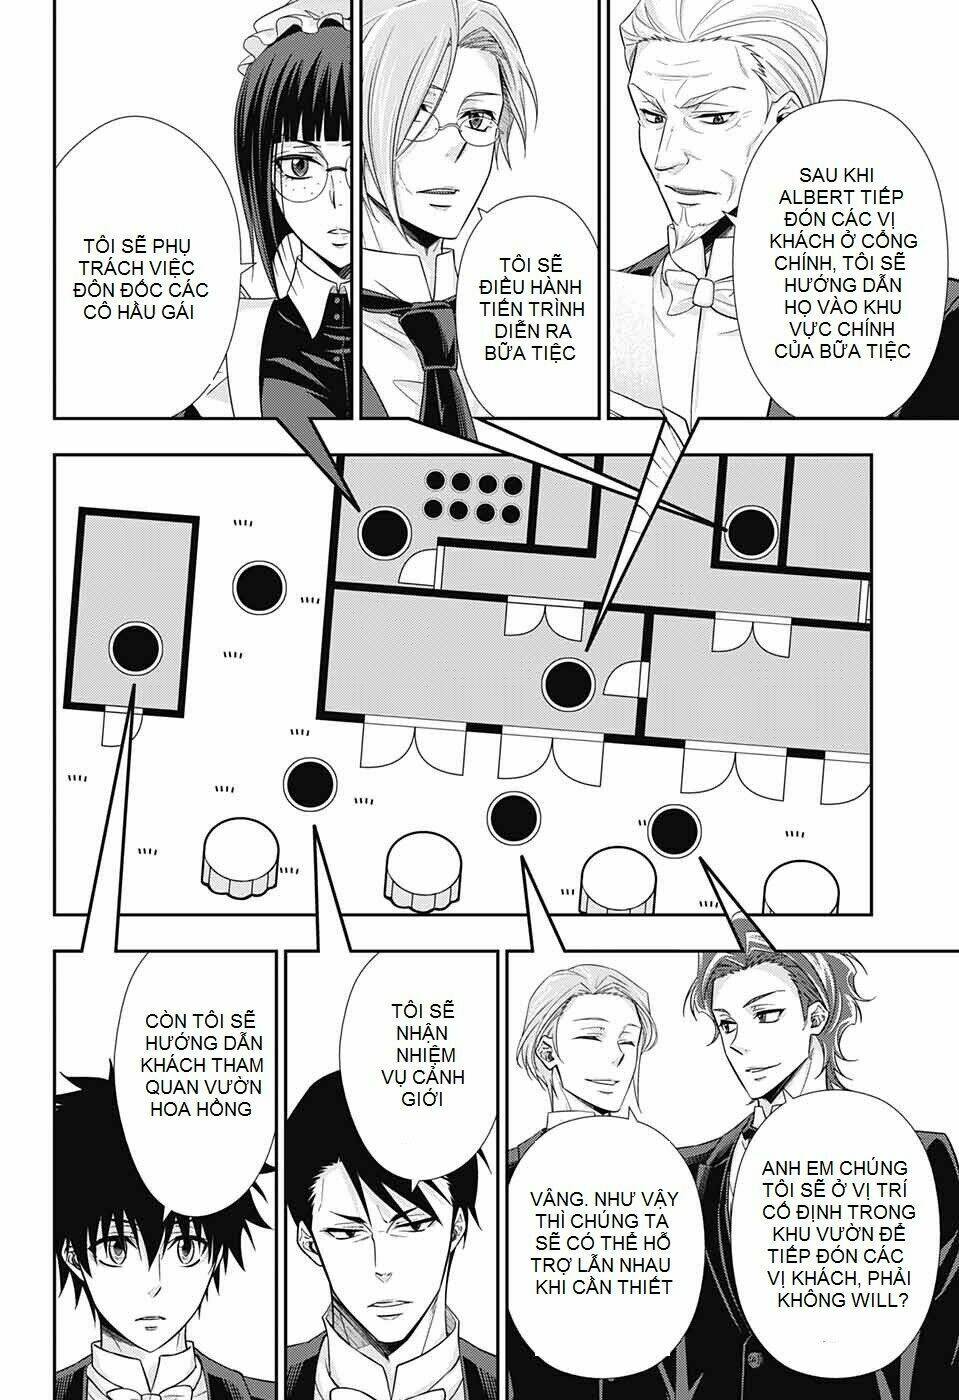 SAU KHI
ALBERT TIẾP
ĐÓN CÁC VỊ
KHÁCH Ở CỔNG
CHÍNH, TÔI SẼ
HƯỚNG DẪN
HỌ VÀO KHU
VỰC CHÍNH
CỦA BỮA TIỆC
TÔI SẼ
ĐIỀU HÀNH
TIẾN TRÌNH
DIỄN RA
BỮA TIỆC
TÔI SẼ PHỤ
TRÁCH VIỆC
ĐÔN ĐỐC CÁC
CÔ HẦU GÁI
ANH EM CHÚNG
TÔI SẼ Ở VỊ TRÍ
CỐ ĐỊNH TRONG
KHU VƯỜN ĐỂ
TIẾP ĐÓN CÁC
VỊ KHÁCH, PHẢI
KHÔNG WILL?
VÂNG. NHƯ VẬY
THÌ CHÚNG TA
SẼ CÓ THỂ HỖ
TRỢ LẪN NHAU
KHI CẦN THIẾT
TÔI SẼ
NHẬN
NHIỆM
VỤ CẢNH
GIỚI
CÒN TÔI SẼ
HƯỚNG DẪN
KHÁCH THAM
QUAN VƯỜN
HOA HỒNG